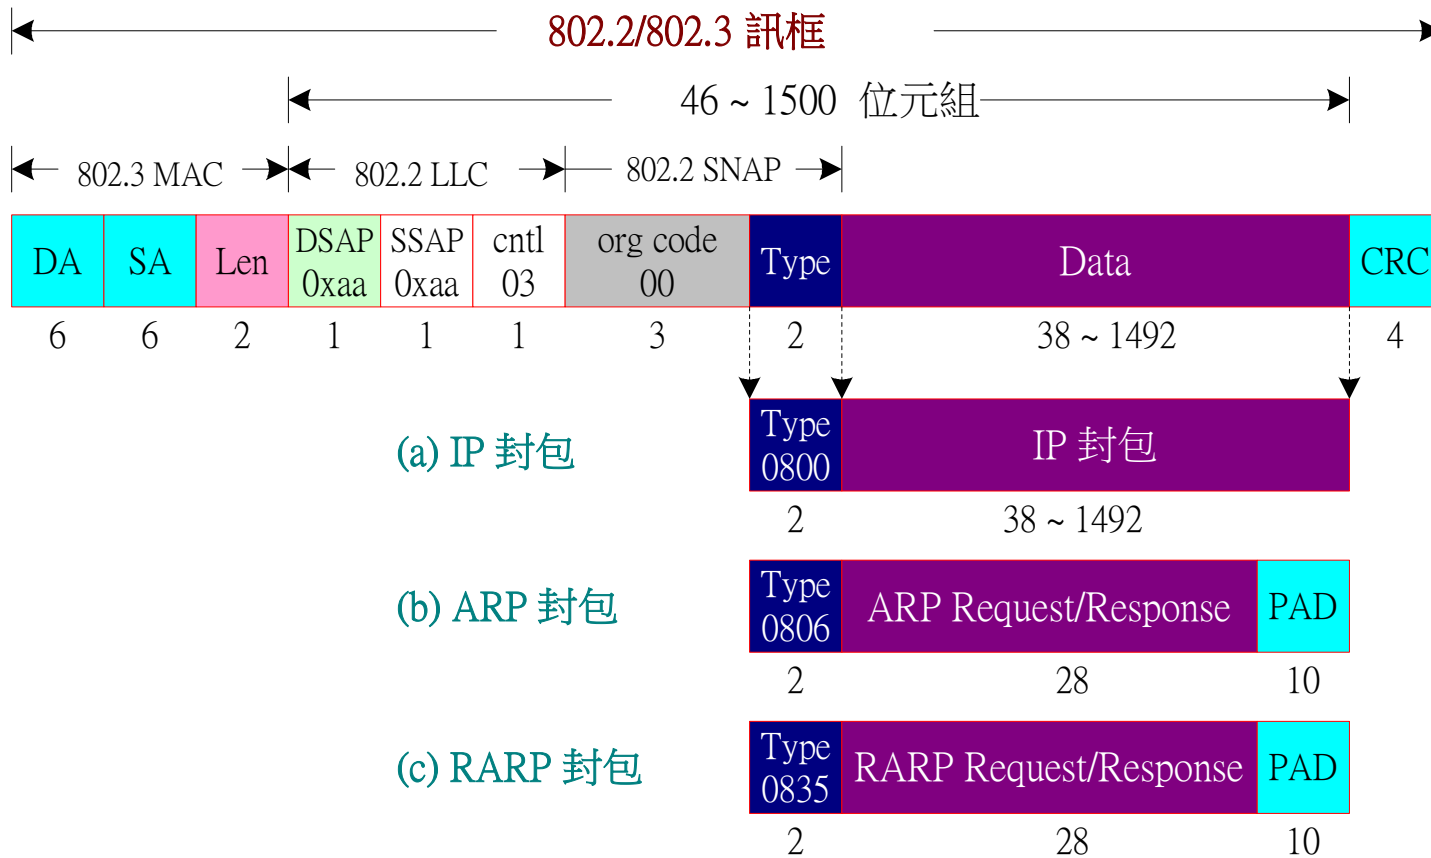 802.2/802.3 訊框
46 ~ 1500 位元組
802.3 MAC 802.2 LLC 802.2 SNAP
DA SA Len DSAP 0xaa SSAP 0xaa cntl 03 org code 00 Type Data CRC
6 6 2 1 1 1 3 2 38 ~ 1492 4
(a) IP 封包 Type 0800 IP 封包
2 38 ~ 1492
(b) ARP 封包 Type 0806 ARP Request/Response PAD
2 28 10
(c) RARP 封包 Type 0835 RARP Request/Response PAD
2 28 10